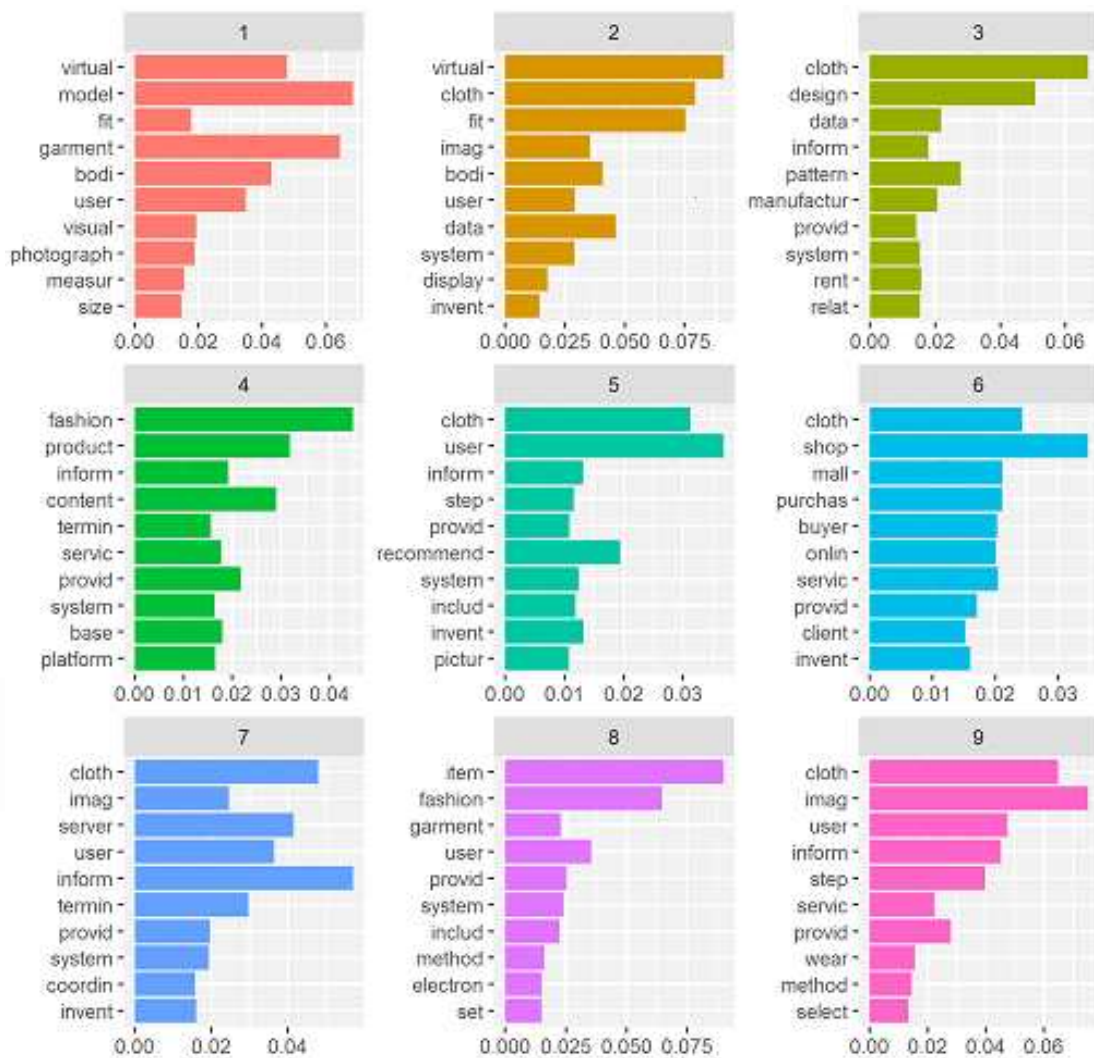 1 2 3
virtual virtual cloth
model cloth design
fit fit data
garment imag inform
bodi bodi pattern
user user manufactur
visual data provid
photograph system system
measur display rent
size invent relat
0.00 0.02 0.04 0.06 0.000 0.025 0.050 0.075 0.00 0.02 0.04 0.06
4 5 6
fashion cloth cloth
product user shop
inform inform mall
content step purchas
termin provid buyer
servic recommend onlin
provid system servic
system includ provid
base invent client
platform pictur invent
0.00 0.01 0.02 0.03 0.04 0.00 0.01 0.02 0.03 0.00 0.01 0.02 0.03
7 8 9
cloth item cloth
imag fashion imag
server garment user
user user inform
inform provid step
termin system servic
provid includ provid
system method wear
coordin electron method
invent set select
0.00 0.02 0.04 0.000 0.025 0.050 0.075 0.00 0.02 0.04 0.06